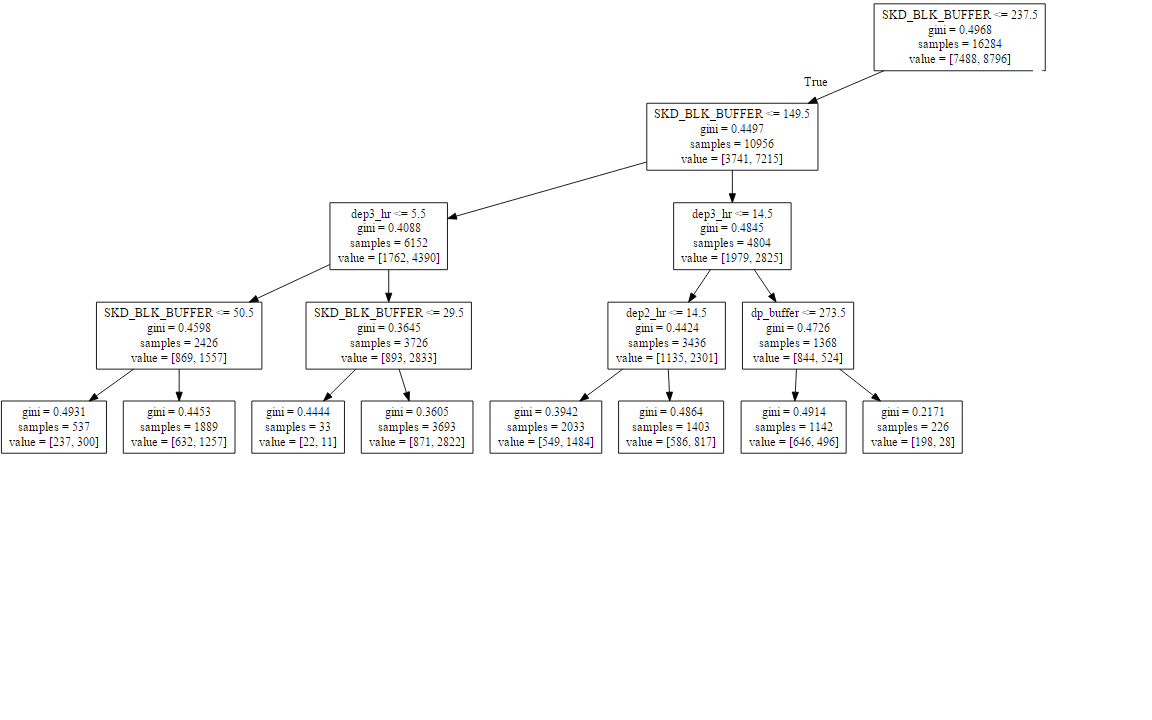 SKD_BLK_BUFFER <= 237.5
gini = 0.4968
samples = 16284
value = [7488, 8796]
True
SKD_BLK_BUFFER <= 149.5
gini = 0.4497
samples = 10956
value = [3741, 7215]
dep3_hr <= 5.5
gini = 0.4088
samples = 6152
value = [1762, 4390]
dep3_hr <= 14.5
gini = 0.4845
samples = 4804
value = [1979, 2825]
SKD_BLK_BUFFER <= 50.5
gini = 0.4598
samples = 2426
value = [869, 1557]
SKD_BLK_BUFFER <= 29.5
gini = 0.3645
samples = 3726
value = [893, 2833]
dep2_hr <= 14.5
gini = 0.4424
samples = 3436
value = [1135, 2301]
dp_buffer <= 273.5
gini = 0.4726
samples = 1368
value = [844, 524]
gini = 0.4931
samples = 537
value = [237, 300]
gini = 0.4453
samples = 1889
value = [632, 1257]
gini = 0.4444
samples = 33
value = [22, 11]
gini = 0.3605
samples = 3693
value = [871, 2822]
gini = 0.3942
samples = 2033
value = [549, 1484]
gini = 0.4864
samples = 1403
value = [586, 817]
gini = 0.4914
samples = 1142
value = [646, 496]
gini = 0.2171
samples = 226
value = [198, 28]